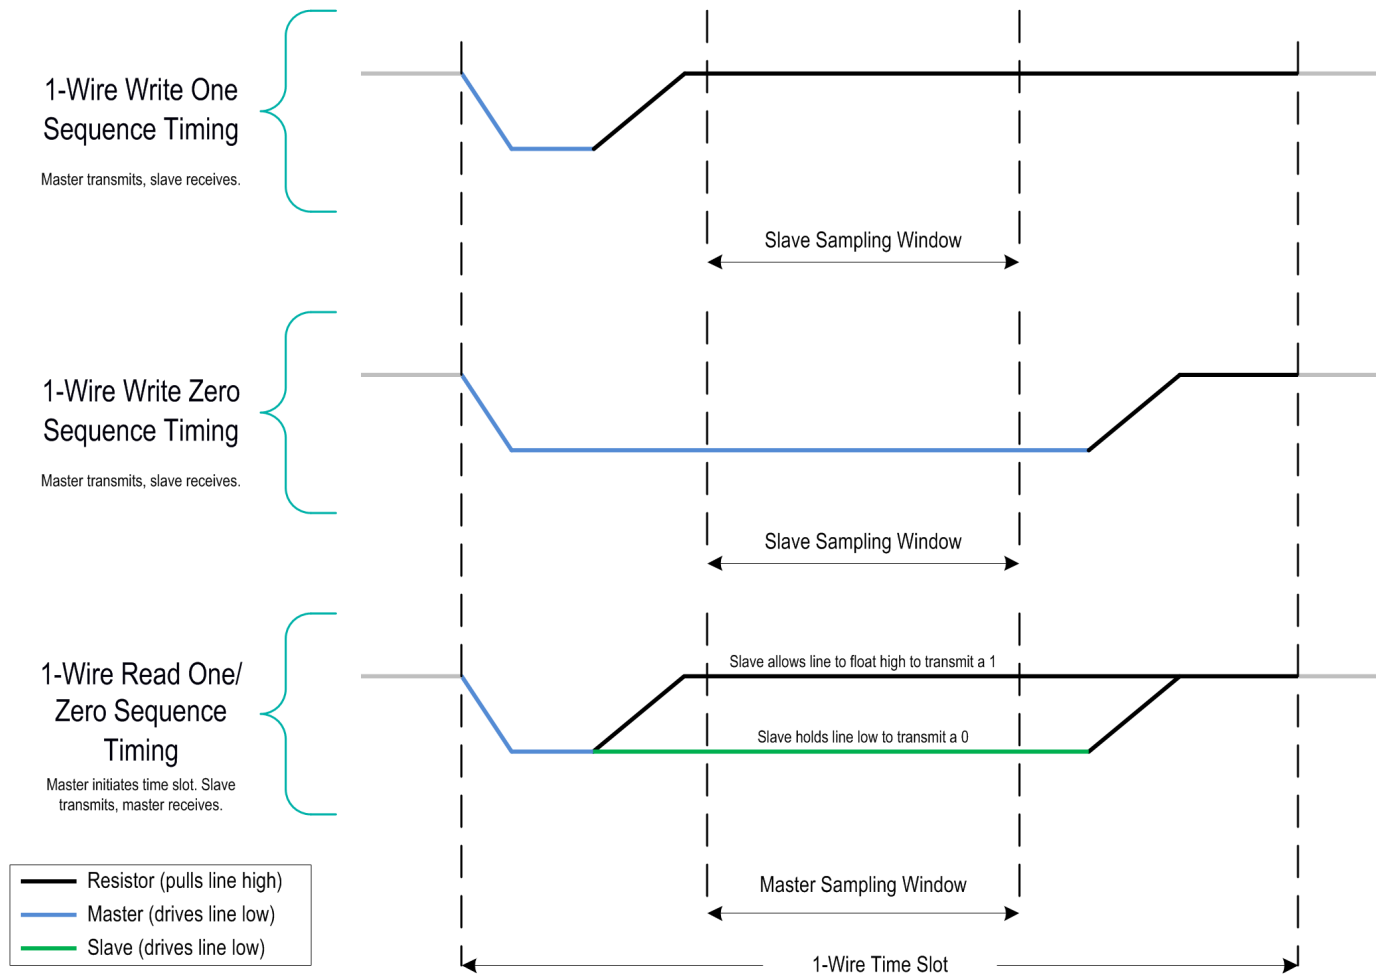 1-Wire Write One
Sequence Timing
Master transmits, slave receives.
Slave Sampling Window
1-Wire Write Zero
Sequence Timing
Master transmits, slave receives.
Slave Sampling Window
1-Wire Read One/
Zero Sequence
Timing
Master initiates time slot. Slave
transmits, master receives.
Slave allows line to float high to transmit a 1
Slave holds line low to transmit a 0
Master Sampling Window
Resistor (pulls line high)
Master (drives line low)
Slave (drives line low)
1-Wire Time Slot